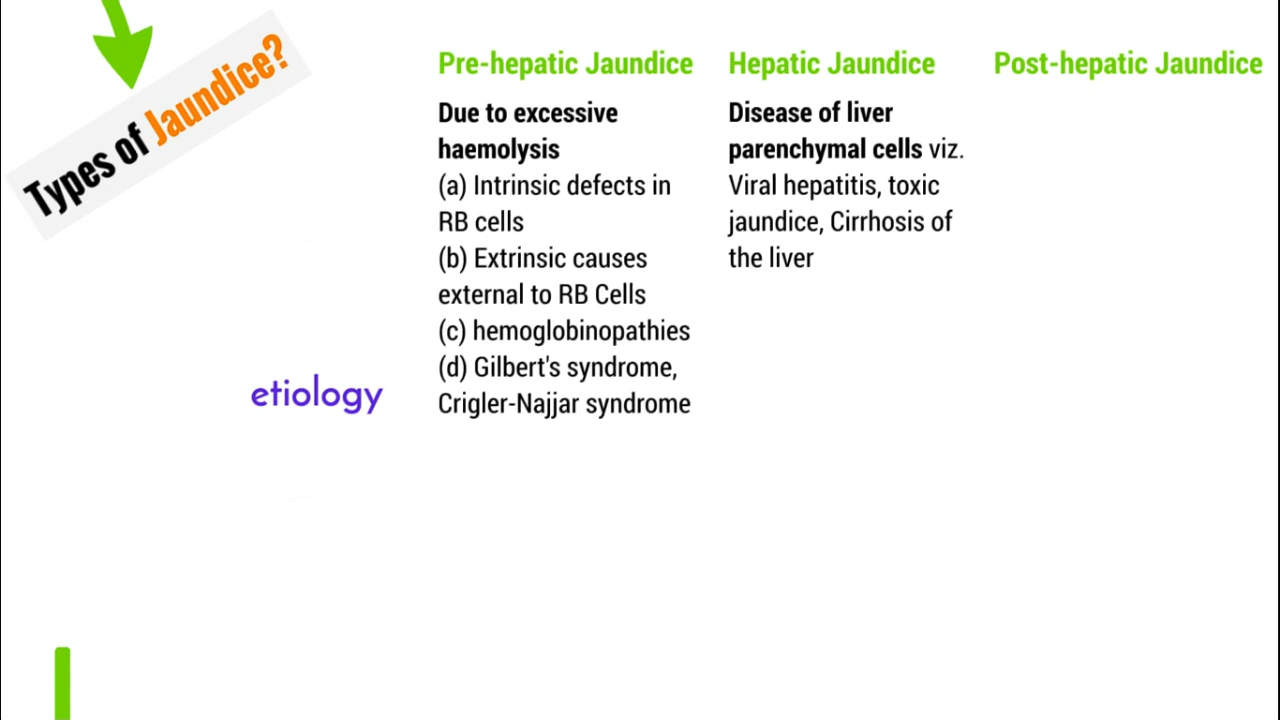 Types of Jaundice?
Pre-hepatic Jaundice
Due to excessive
haemolysis
(a) Intrinsic defects in
RB cells
(b) Extrinsic causes
external to RB Cells
(c) hemoglobinopathies
(d) Gilbert's syndrome,
Crigler-Najjar syndrome
Hepatic Jaundice
Disease of liver
parenchymal cells viz.
Viral hepatitis, toxic
jaundice, Cirrhosis of
the liver
Post-hepatic Jaundice
etiology